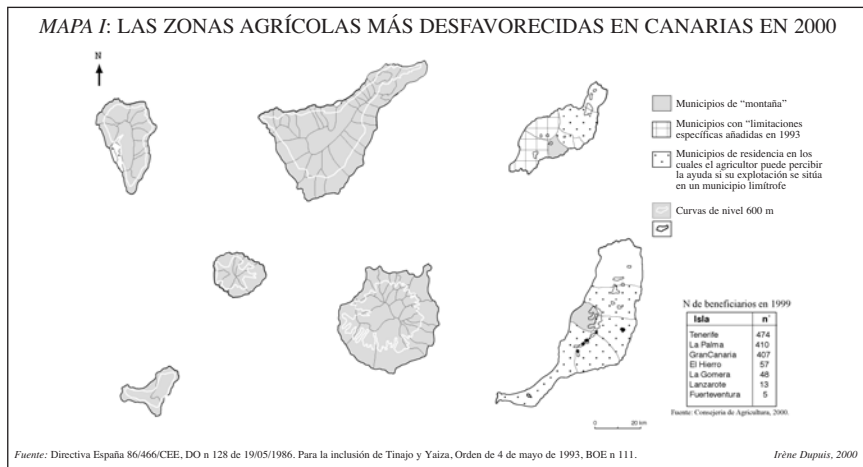 MAPA I: LAS ZONAS AGRÍCOLAS MÁS DESFAVORECIDAS EN CANARIAS EN 2000
N
Municipios de “montaña”
Municipios con “limitaciones
específicas añadidas en 1993
Municipios de residencia en los
cuales el agricultor puede percibir
la ayuda si su explotación se sitúa
en un municipio limítrofe
Curvas de nivel 600 m
N de beneficiarios en 1999
Isla n°
Tenerife 474
La Palma 410
GranCanaria 407
El Hierro 57
La Gomera 48
Lanzarote 13
Fuerteventura 5
Fuente: Consejería de Agricultura, 2000.
0 20 km
Fuente: Directiva España 86/466/CEE, DO n 128 de 19/05/1986. Para la inclusión de Tinajo y Yaiza, Orden de 4 de mayo de 1993, BOE n 111.
Irène Dupuis, 2000